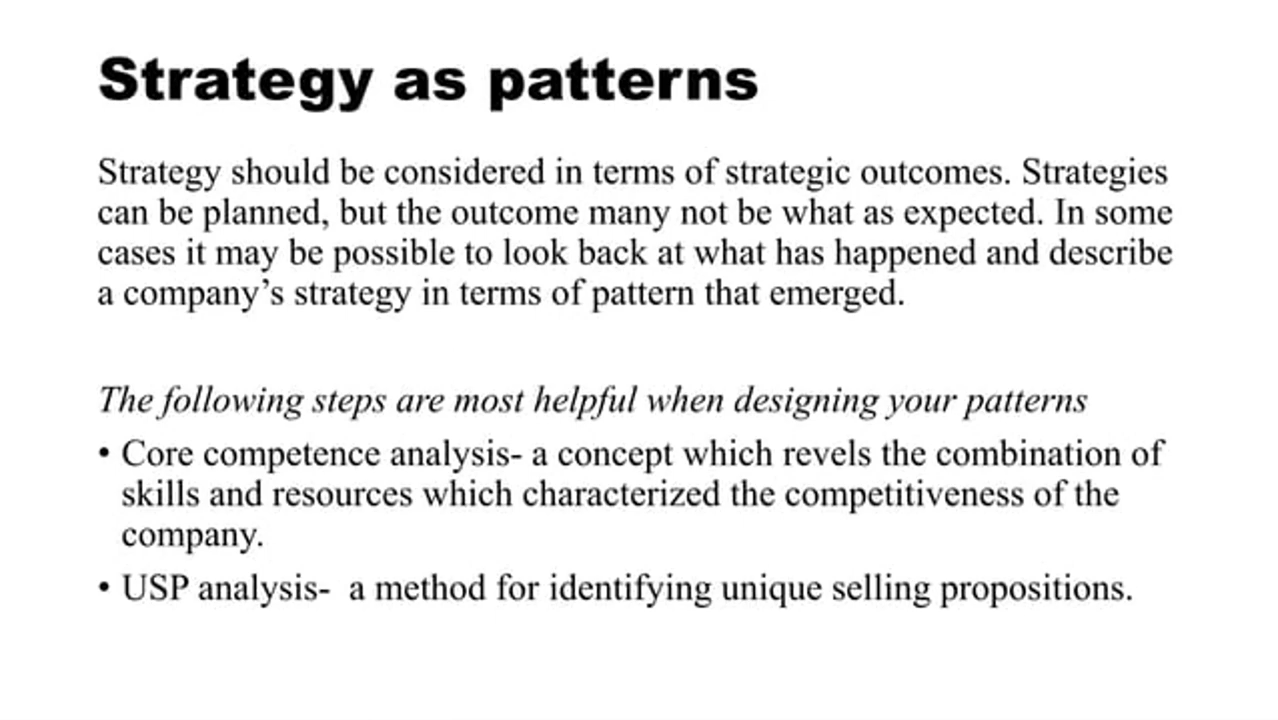 Strategy as patterns
Strategy should be considered in terms of strategic outcomes. Strategies
can be planned, but the outcome many not be what as expected. In some
cases it may be possible to look back at what has happened and describe
a company’s strategy in terms of pattern that emerged.
The following steps are most helpful when designing your patterns
• Core competence analysis- a concept which revels the combination of
skills and resources which characterized the competitiveness of the
company.
• USP analysis-  a method for identifying unique selling propositions.